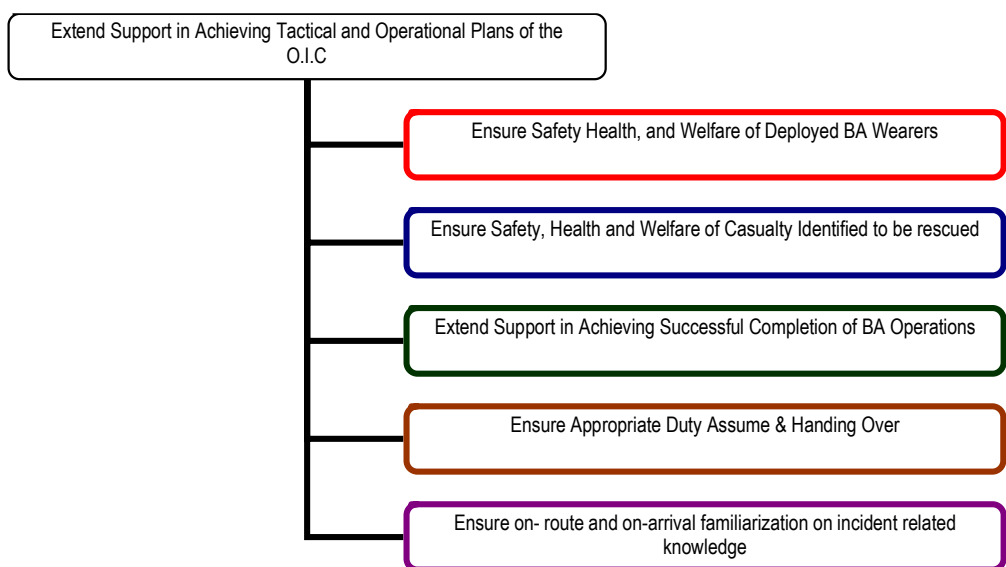 Extend Support in Achieving Tactical and Operational Plans of the
O.I.C
Ensure Safety Health, and Welfare of Deployed BA Wearers
Ensure Safety, Health and Welfare of Casualty Identified to be rescued
Extend Support in Achieving Successful Completion of BA Operations
Ensure Appropriate Duty Assume & Handing Over
Ensure on- route and on-arrival familiarization on incident related
knowledge